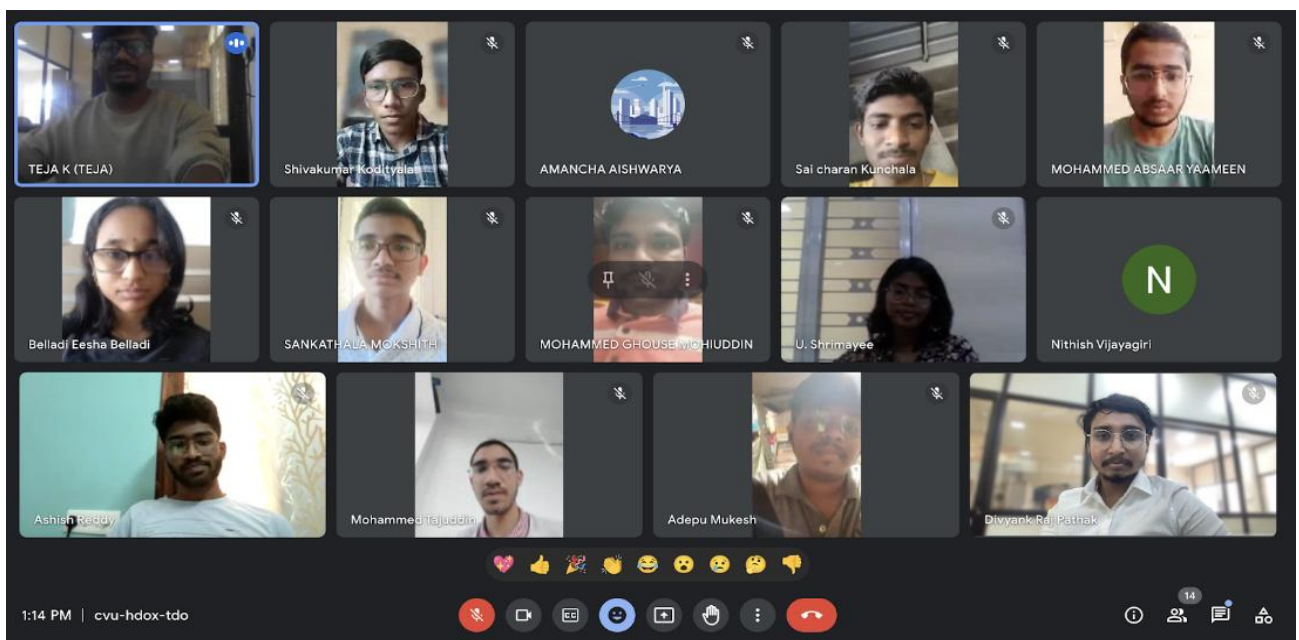 TEJA K (TEJA)
Shivakumar Kodityala
AMANCHA AISHWARYA
Sai charan Kunchala
MOHAMMED ABSAAR YAAMEEN
Belladi Eesha Belladi
SANKATHALA MOKSHITH
MOHAMMED GHOUSE MOHIUDDIN
U. Shrimayee
N
Nithish Vijayagiri
Ashish Reddy
Mohammed Tajuddin
Adepu Mukesh
Divyank Raj Pathak
1:14 PM | cvu-hdox-tdo
CC
14